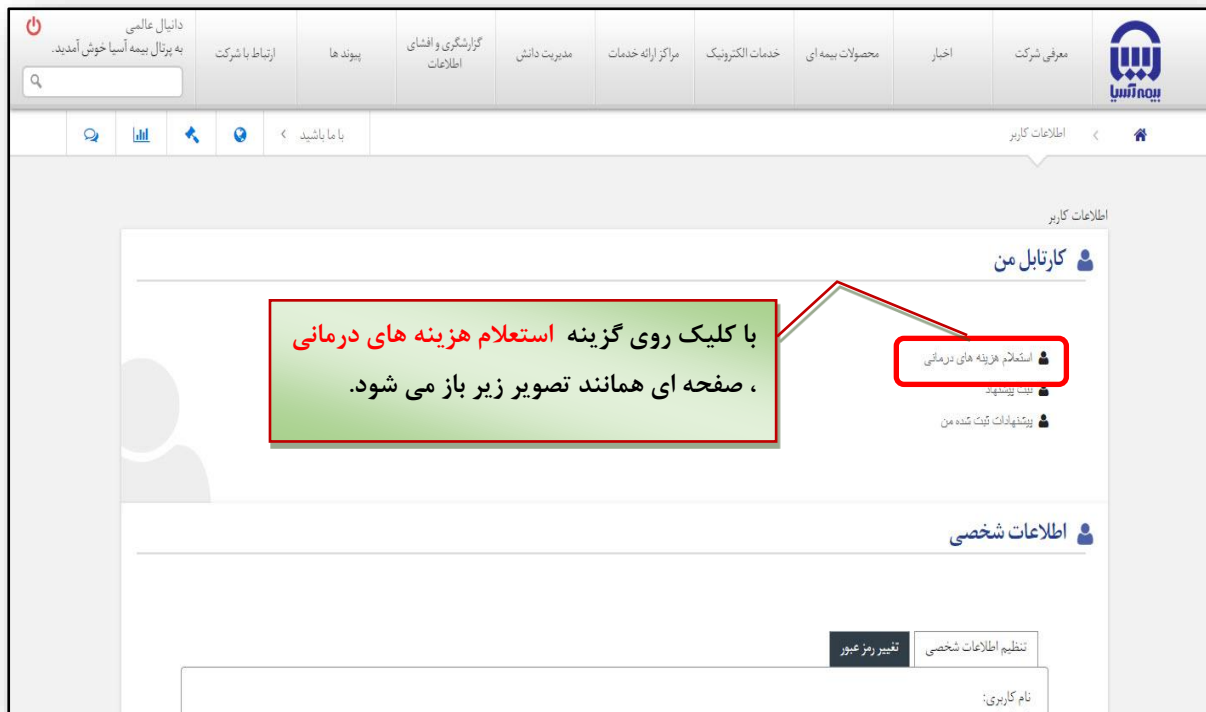 دانیال عالمی
به پرتال بیمه آسیا خوش آمدید.
معرفی شرکت
اخبار
محصولات بیمه ای
خدمات الکترونیک
مراکز ارائه خدمات
مدیریت دانش
گزارشگری و افشای
اطلاعات
پیوند ها
ارتباط با شرکت
بیمه آسیا
اطلاعات کاربر
با ما باشید
اطلاعات کاربر
کارتابل من
با کلیک روی گزینه استعلام هزینه های درمانی
، صفحه ای همانند تصویر زیر باز می شود.
استعلام هزینه های درمانی
ثبت پیشنهاد
پیشنهادات ثبت شده من
اطلاعات شخصی
تنظیم اطلاعات شخصی
تغییر رمز عبور
نام کاربری: